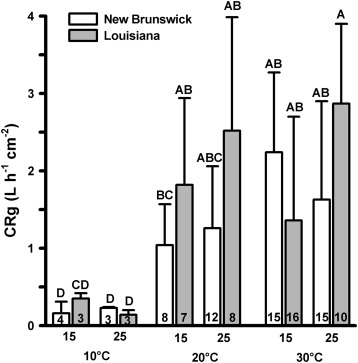 New Brunswick
Louisiana
CRg (L h⁻¹ cm⁻²)
4
3
2
1
0
D CD D D BC AB ABC AB AB AB AB A
4 3 3 3 8 7 12 8 15 16 15 10
15 25 15 25 15 25
10°C 20°C 30°C